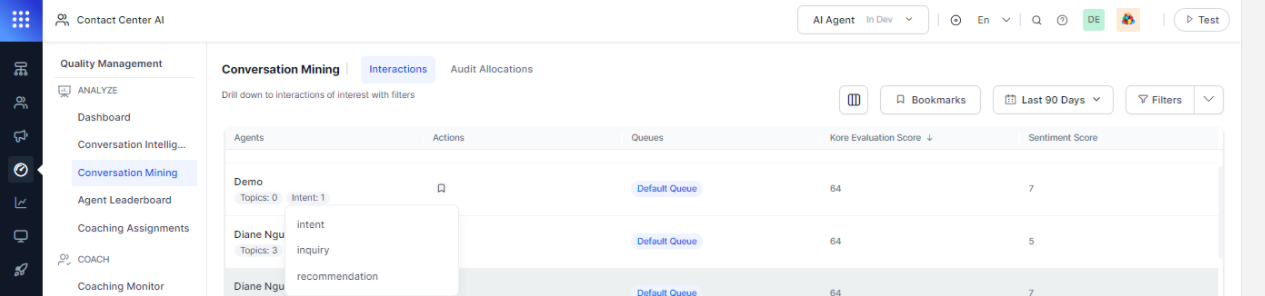 Contact Center AI
AI Agent In Dev
En
DE
Test
Quality Management
ANALYZE
Dashboard
Conversation Intellig...
Conversation Mining
Agent Leaderboard
Coaching Assignments
COACH
Coaching Monitor
Conversation Mining
Interactions
Audit Allocations
Drill down to interactions of interest with filters
Bookmarks
Last 90 Days
Filters
Agents Actions Queues Kore Evaluation Score ↓ Sentiment Score
Demo
Topics: 0 Intent: 1
Default Queue 64 7
intent
inquiry
recommendation
Diane Ngu
Topics: 3
Default Queue 64 5
Diane Ngu
Default Queue 64 7